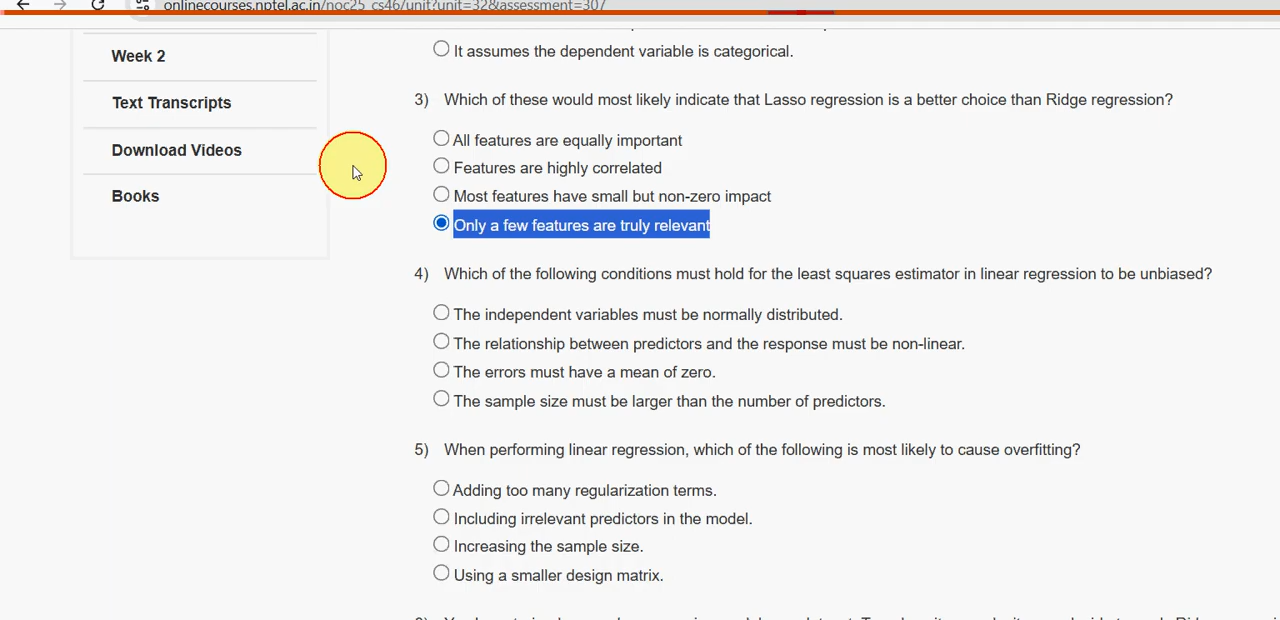 onlinecourses.nptel.ac.in/noc25_cs46/unit?unit=32&assessment=307
Week 2
Text Transcripts
Download Videos
Books
It assumes the dependent variable is categorical.
3) Which of these would most likely indicate that Lasso regression is a better choice than Ridge regression?
All features are equally important
Features are highly correlated
Most features have small but non-zero impact
Only a few features are truly relevant
4) Which of the following conditions must hold for the least squares estimator in linear regression to be unbiased?
The independent variables must be normally distributed.
The relationship between predictors and the response must be non-linear.
The errors must have a mean of zero.
The sample size must be larger than the number of predictors.
5) When performing linear regression, which of the following is most likely to cause overfitting?
Adding too many regularization terms.
Including irrelevant predictors in the model.
Increasing the sample size.
Using a smaller design matrix.